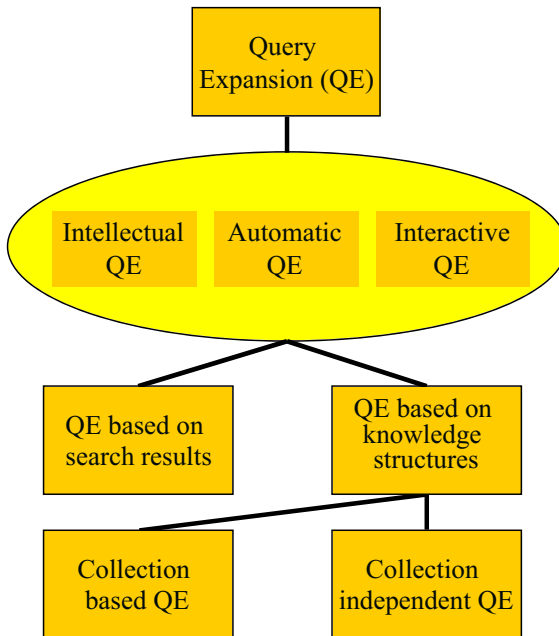 Query
Expansion (QE)
Intellectual
QE
Automatic
QE
Interactive
QE
QE based on
search results
QE based on
knowledge
structures
Collection
based QE
Collection
independent QE